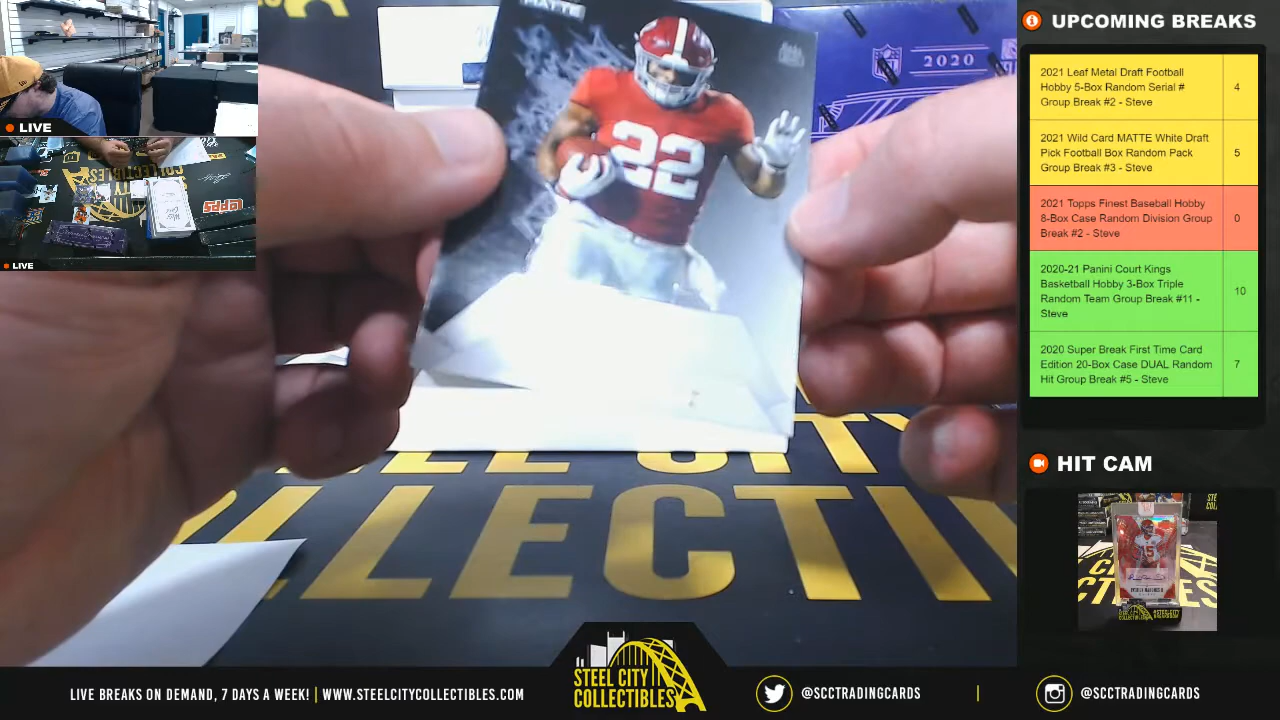 UPCOMING BREAKS
2021 Leaf Metal Draft Football
Hobby 5-Box Random Serial #
Group Break #2 - Steve
4
2021 Wild Card MATTE White Draft
Pick Football Box Random Pack
Group Break #3 - Steve
5
2021 Topps Finest Baseball Hobby
8-Box Case Random Division Group
Break #2 - Steve
0
2020-21 Panini Court Kings
Basketball Hobby 3-Box Triple
Random Team Group Break #11 -
Steve
10
2020 Super Break First Time Card
Edition 20-Box Case DUAL Random
Hit Group Break #5 - Steve
7
HIT CAM
LIVE
LIVE
MATTE
22
NFL
2020
STEEL CITY
COLLECTI
topps
15
LIVE BREAKS ON DEMAND, 7 DAYS A WEEK! | WWW.STEELCITYCOLLECTIBLES.COM
STEEL CITY
COLLECTIBLES
@SCCTRADINGCARDS
@SCCTRADINGCARDS